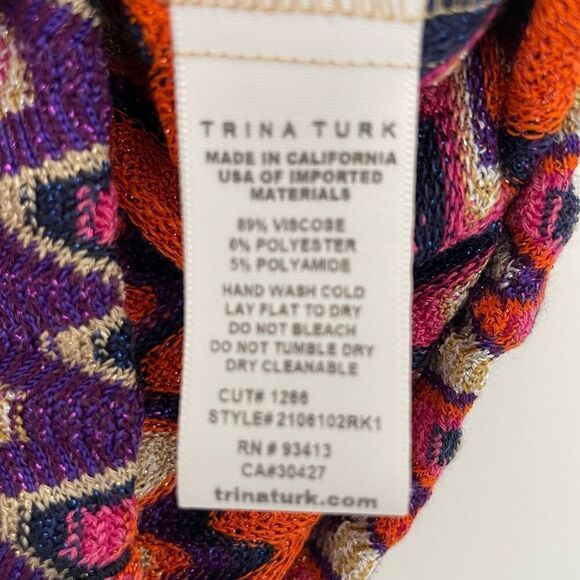 TRINA TURK
MADE IN CALIFORNIA
USA OF IMPORTED
MATERIALS
89% VISCOSE
6% POLYESTER
5% POLYAMIDE
HAND WASH COLD
LAY FLAT TO DRY
DO NOT BLEACH
DO NOT TUMBLE DRY
DRY CLEANABLE
CUT# 1266
STYLE# 2106102RK1
RN # 93413
CA#30427
trinaturk.com